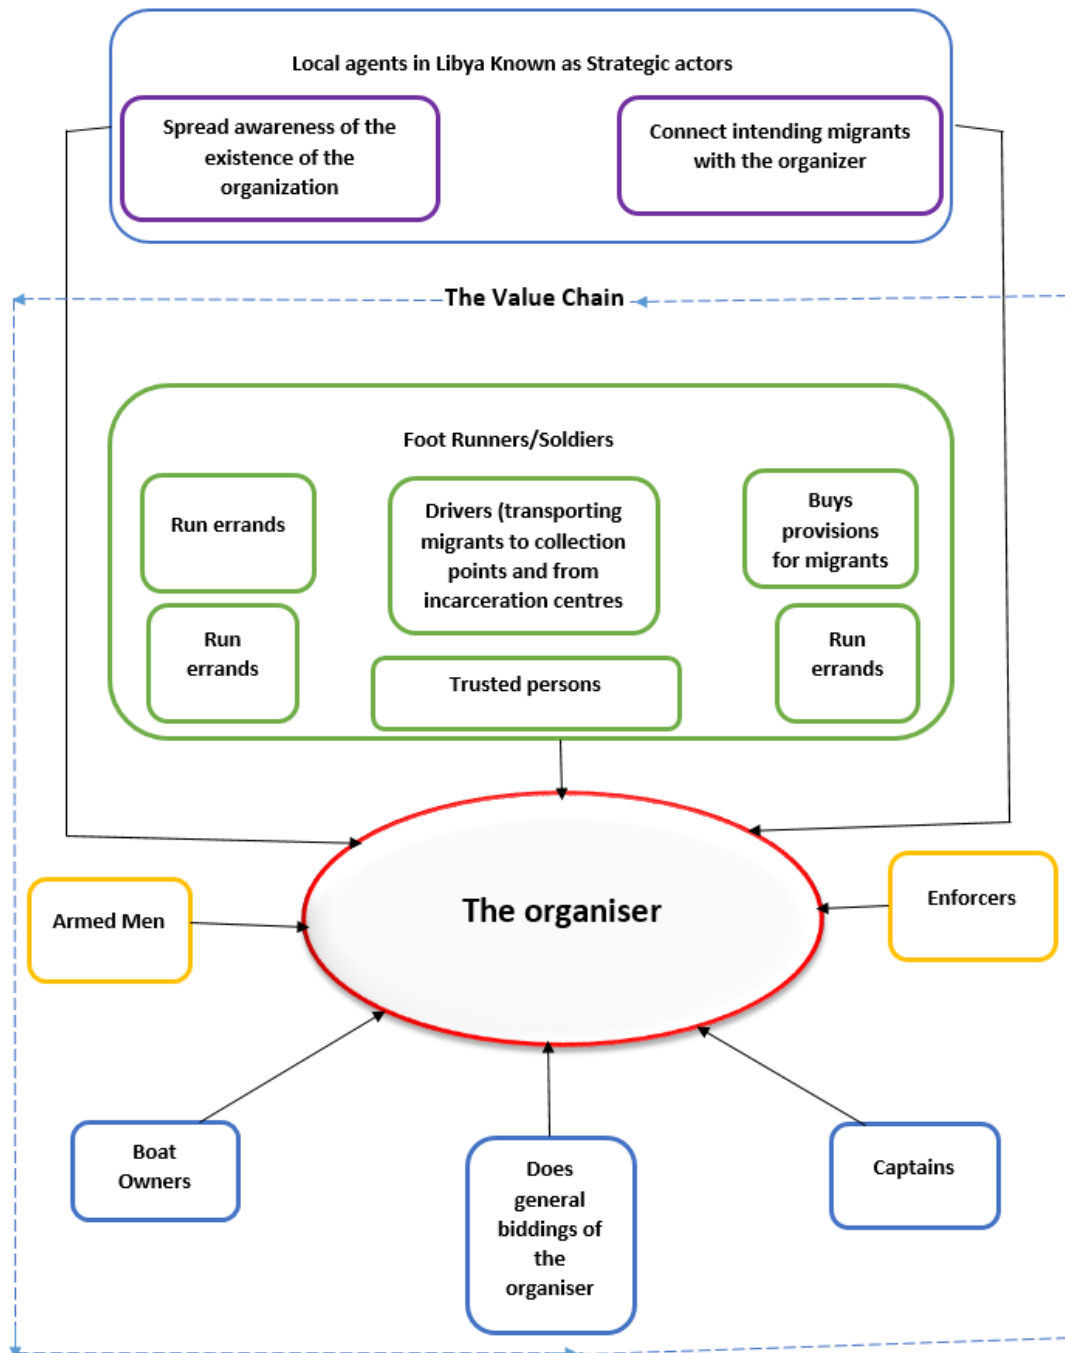 Local agents in Libya Known as Strategic actors
Spread awareness of the
existence of the
organization
Connect intending migrants
with the organizer
The Value Chain
Foot Runners/Soldiers
Run errands
Drivers (transporting
migrants to collection
points and from
incarceration centres
Buys
provisions
for migrants
Run
errands
Trusted persons
Run
errands
The organiser
Armed Men
Enforcers
Boat
Owners
Does
general
biddings of
the
organiser
Captains